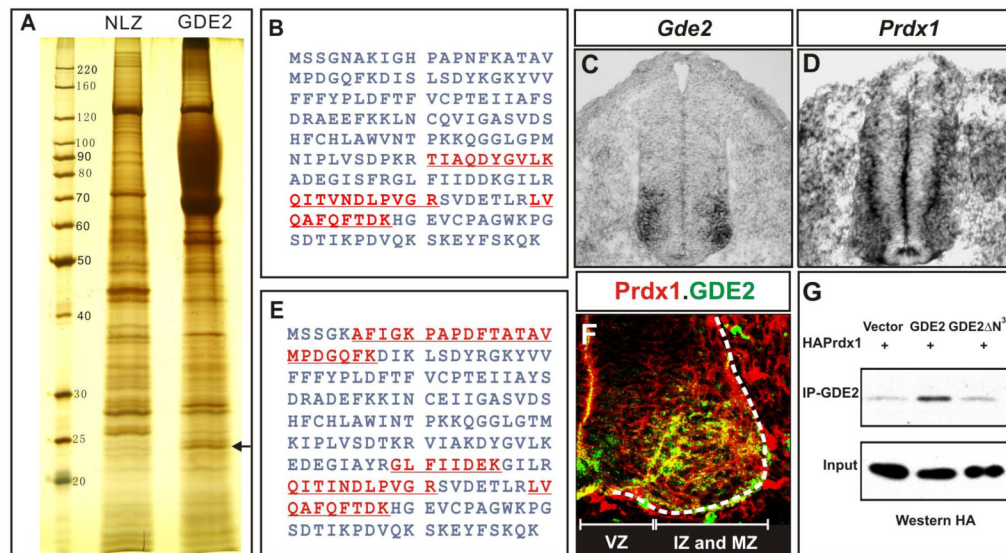 A
NLZ
GDE2
220
160
120
100
90
80
70
60
50
40
30
25
20
B
MSSGNAKIGH PAPNFKATAV
MPDGQFKDIS LSDYKGKYVV
FFFYPLDFTF VCPTEIIAFS
DRAEEFKKLN CQVIGASVDS
HFCHLAWVNT PKKQGGLGPM
NIPLVSDPKR TIAQDYGVLK
ADEGISFRGL FIIDDKGILR
QITVNDLPVG RSVDETLRLV
QAFQFTDKHG EVCPAGWKPG
SDTIKPDVQK SKEYFSKQK
E
MSSGKAFIGK PAPDFTATAV
MPDGQFKDIK LSDYRGKYVV
FFFYPLDFTF VCPTEIIAYS
DRADEFKKIN CEIIGASVDS
HFCHLAWINT PKKQGGLGTM
KIPLVSDTKR VIAKDYGVLK
EDEGIAYRGL FIIDEKGILR
QITINDLPVG RSVDETLRLV
QAFQFTDKHG EVCPAGWKPG
SDTIKPDVQK SKEYFSKQK
Gde2
C
Prdx1
D
Prdx1.GDE2
F
VZ
IZ and MZ
G
Vector GDE2 GDE2ΔN³
HAPrdx1 + + +
IP-GDE2
Input
Western HA